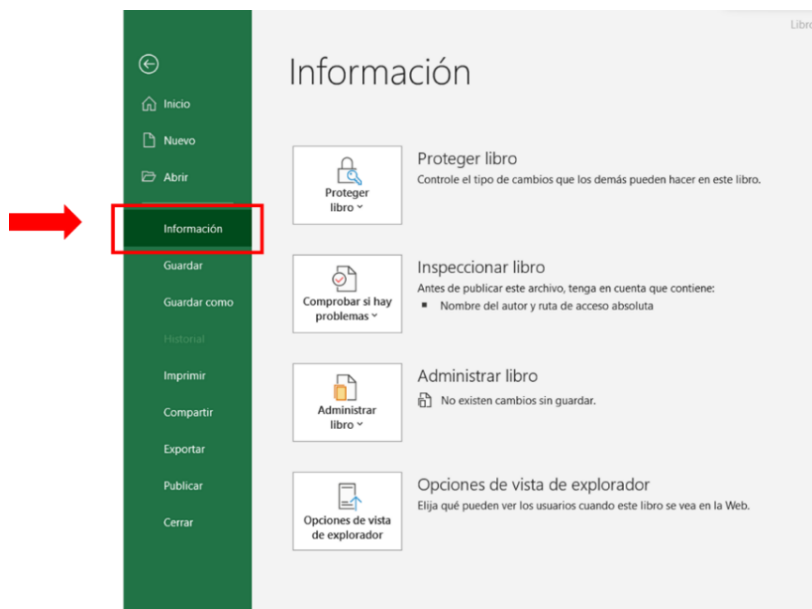 Libro
Información
Inicio
Nuevo
Abrir
Información
Guardar
Guardar como
Historial
Imprimir
Compartir
Exportar
Publicar
Cerrar
Proteger
libro
Proteger libro
Controle el tipo de cambios que los demás pueden hacer en este libro.
Comprobar si hay
problemas
Inspeccionar libro
Antes de publicar este archivo, tenga en cuenta que contiene:
Nombre del autor y ruta de acceso absoluta
Administrar
libro
Administrar libro
No existen cambios sin guardar.
Opciones de vista
de explorador
Opciones de vista de explorador
Elija qué pueden ver los usuarios cuando este libro se vea en la Web.